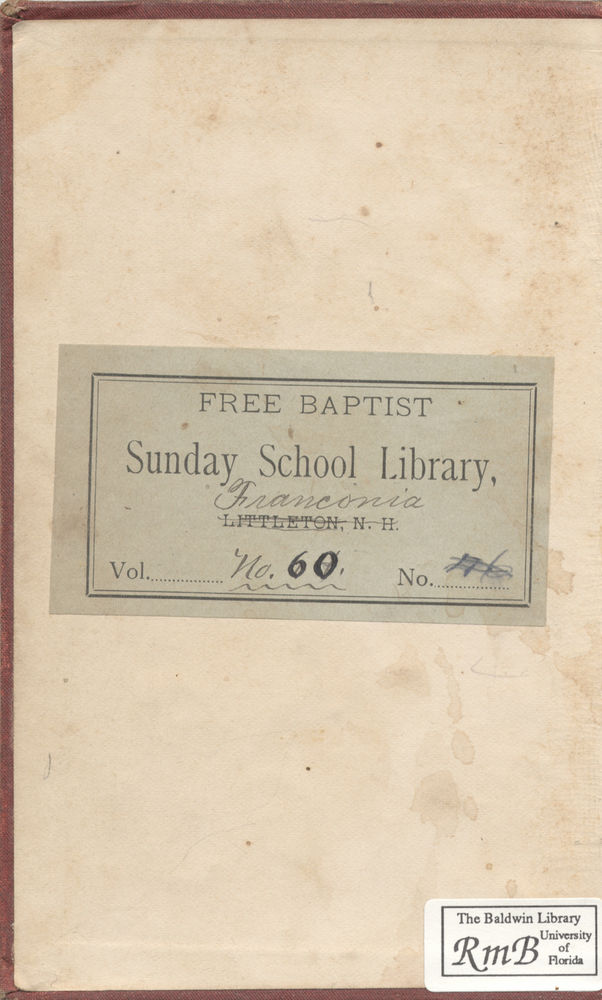 FREE BAPTIST
Sunday School Library,
Franconia
LITTLETON, N. H.
Vol............... No. 60. No..............
The Baldwin Library
RmB University of Florida